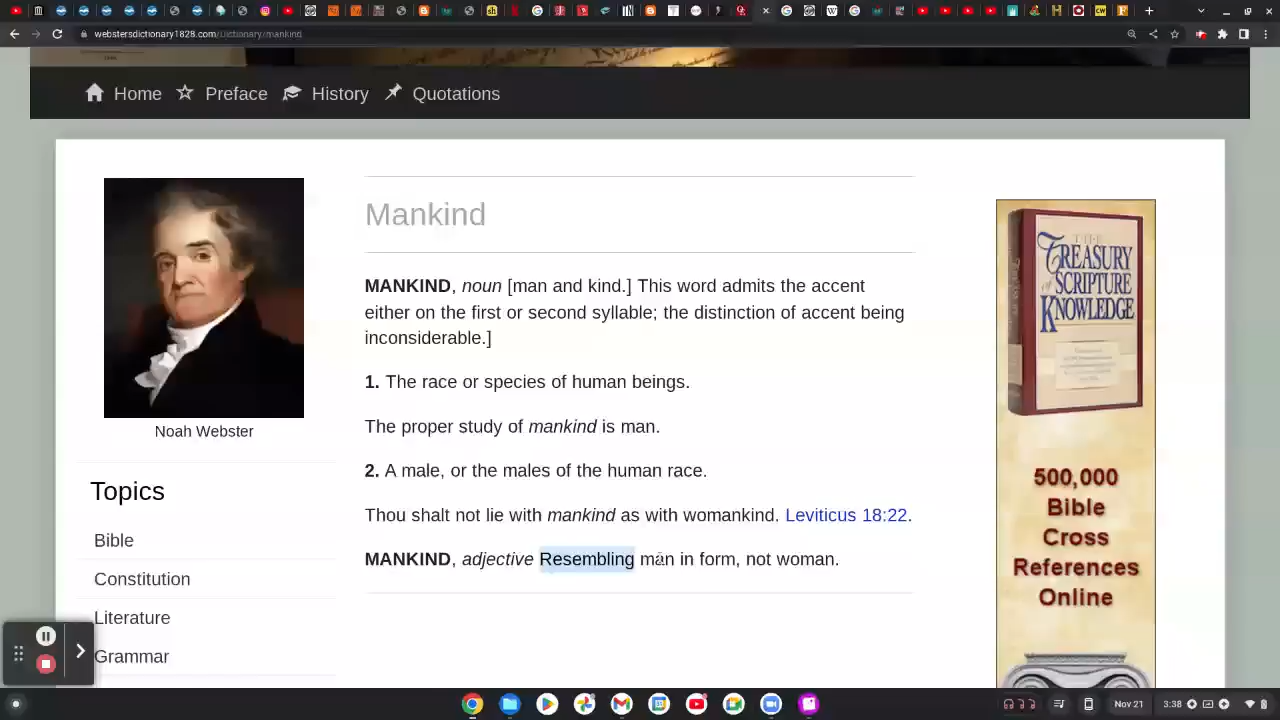 webstersdictionary1828.com/Dictionary/mankind
Home
Preface
History
Quotations
Mankind
MANKIND, noun [man and kind.] This word admits the accent
either on the first or second syllable; the distinction of accent being
inconsiderable.]
1. The race or species of human beings.
The proper study of mankind is man.
2. A male, or the males of the human race.
Thou shalt not lie with mankind as with womankind. Leviticus 18:22.
MANKIND, adjective Resembling man in form, not woman.
Noah Webster
Topics
Bible
Constitution
Literature
Grammar
THE
TREASURY
of SCRIPTURE
KNOWLEDGE
500,000
Bible
Cross
References
Online
Nov 21
3:38